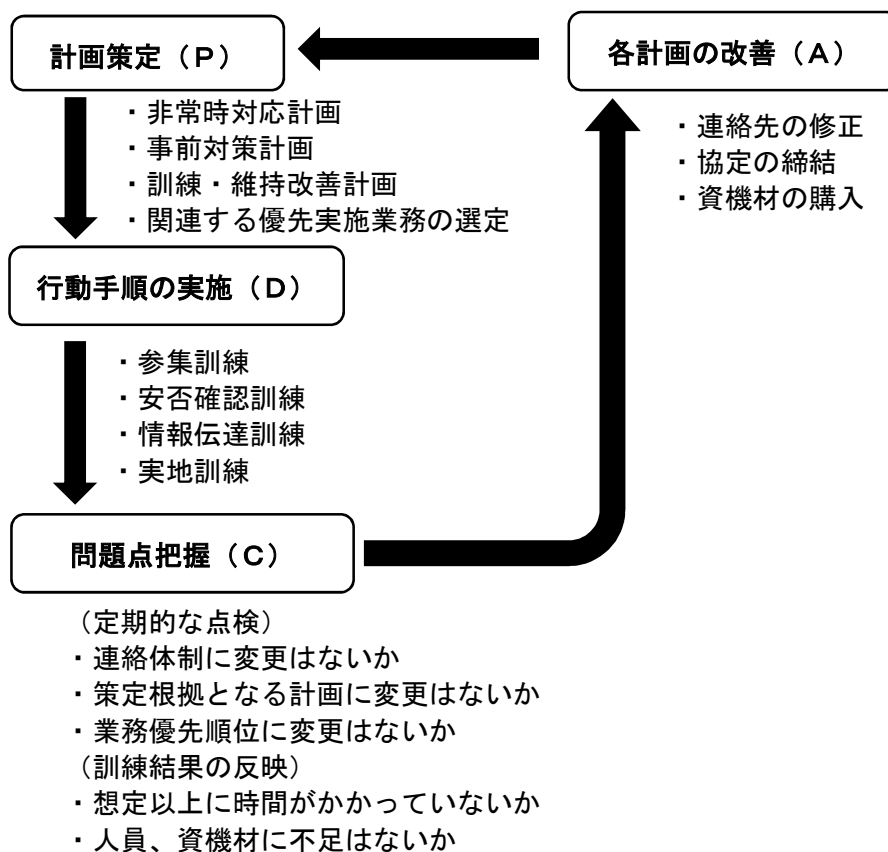 計画策定（P）
・非常時対応計画
・事前対策計画
・訓練・維持改善計画
・関連する優先実施業務の選定
行動手順の実施（D）
・参集訓練
・安否確認訓練
・情報伝達訓練
・実地訓練
問題点把握（C）
（定期的な点検）
・連絡体制に変更はないか
・策定根拠となる計画に変更はないか
・業務優先順位に変更はないか
（訓練結果の反映）
・想定以上に時間がかかっていないか
・人員、資機材に不足はないか
各計画の改善（A）
・連絡先の修正
・協定の締結
・資機材の購入